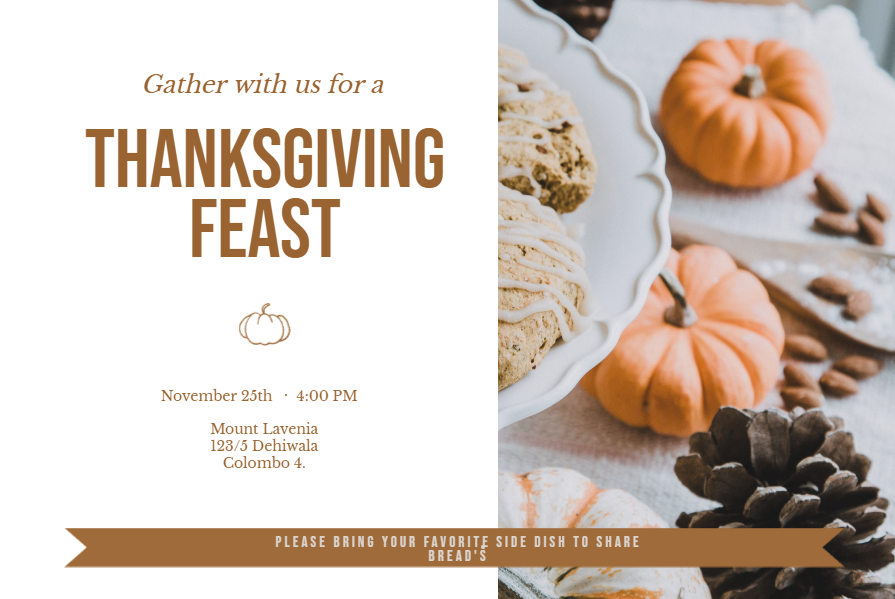 Gather with us for a
THANKSGIVING
FEAST
November 25th · 4:00 PM
Mount Lavenia
123/5 Dehiwala
Colombo 4.
PLEASE BRING YOUR FAVORITE SIDE DISH TO SHARE
BREAD'S